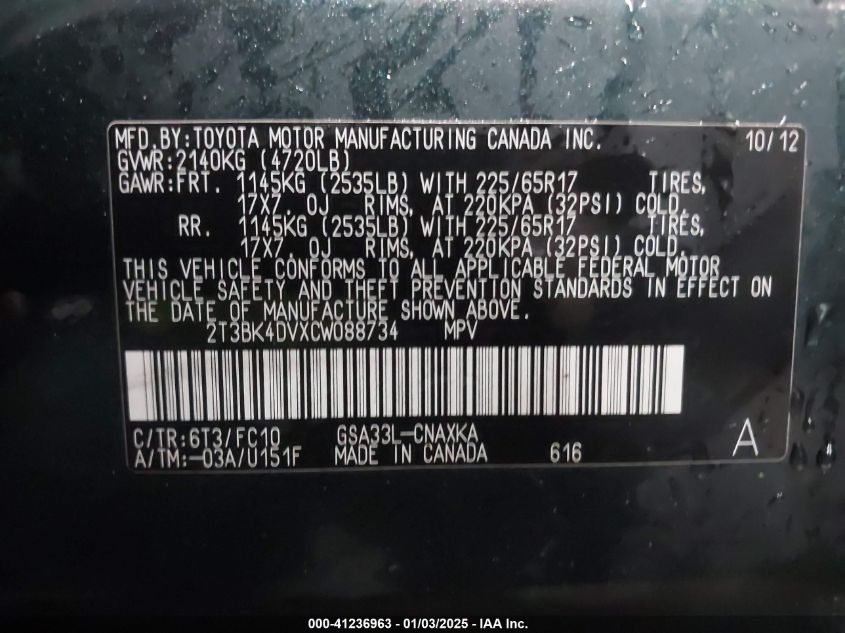 MFD.BY:TOYOTA MOTOR MANUFACTURING CANADA INC. 10/12
GVWR:2140KG (4720LB)
GAWR:FRT. 1145KG (2535LB) WITH 225/65R17 TIRES,
17X7.0J RIMS, AT 220KPA (32PSI) COLD.
RR. 1145KG (2535LB) WITH 225/65R17 TIRES,
17X7.0J RIMS, AT 220KPA (32PSI) COLD.
THIS VEHICLE CONFORMS TO ALL APPLICABLE FEDERAL MOTOR
VEHICLE SAFETY AND THEFT PREVENTION STANDARDS IN EFFECT ON
THE DATE OF MANUFACTURE SHOWN ABOVE.
2T3BK4DVXCW088734 MPV
C/TR:6T3/FC10 GSA33L-CNAXKA
A/TM:-03A/U151F MADE IN CANADA 616 A
000-41236963 - 01/03/2025 - IAA Inc.